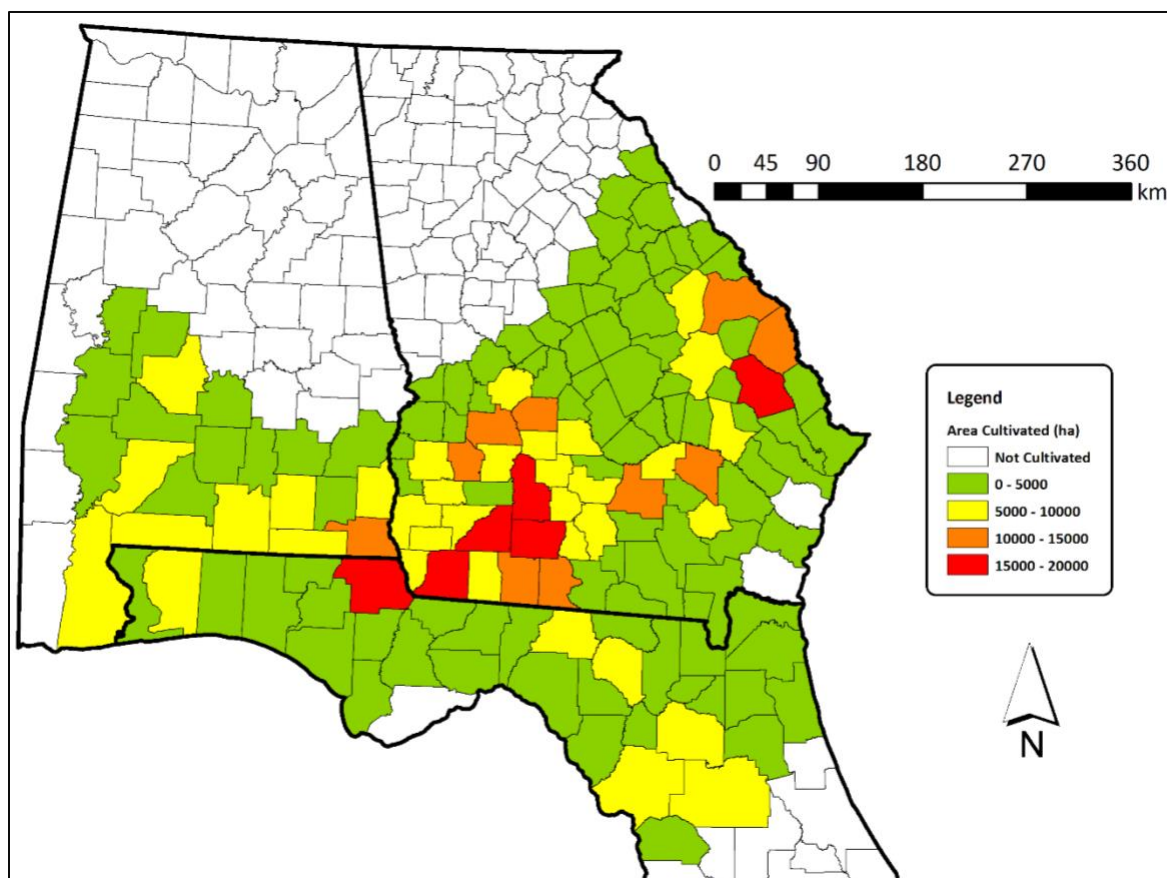 0 45 90 180 270 360
km
Legend
Area Cultivated (ha)
Not Cultivated
0 - 5000
5000 - 10000
10000 - 15000
15000 - 20000
N